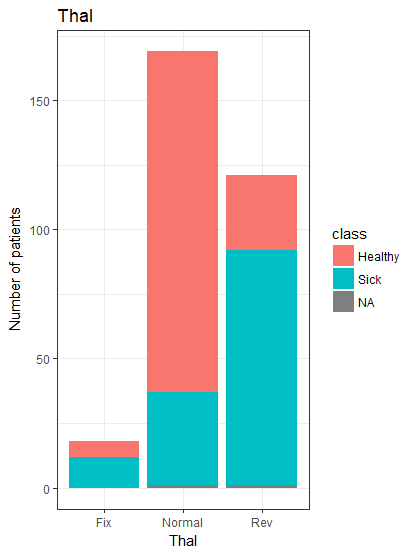 Thal
Number of patients
150
100
50
0
Fix Normal Rev
Thal
class
Healthy
Sick
NA